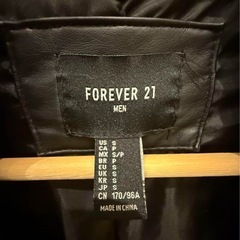 FOREVER 21
MEN
US S
CA P
MX S/P
BR P
EU S
UK S
KR S
JP S
CN 170/96A
MADE IN CHINA